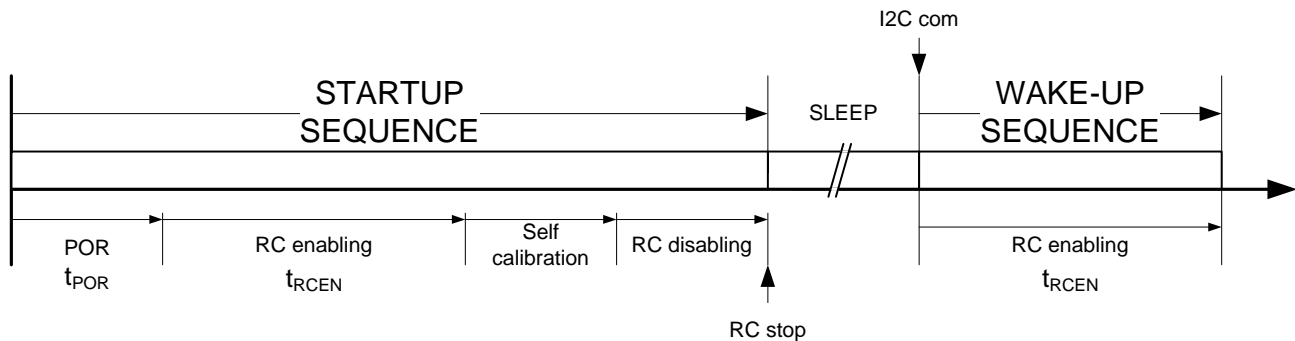 I2C com
STARTUP
SEQUENCE
SLEEP
WAKE-UP
SEQUENCE
POR
tPOR
RC enabling
tRCEN
Self
calibration
RC disabling
RC enabling
tRCEN
RC stop